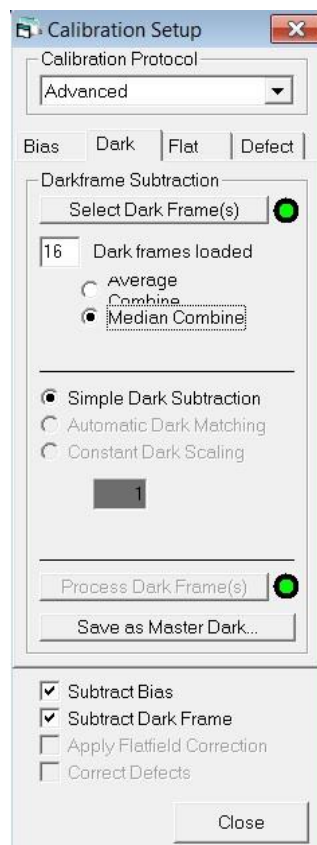 Calibration Setup
Calibration Protocol
Advanced
Bias Dark Flat Defect
Darkframe Subtraction
Select Dark Frame(s)
16 Dark frames loaded
Average
Combine
Median Combine
Simple Dark Subtraction
Automatic Dark Matching
Constant Dark Scaling
1
Process Dark Frame(s)
Save as Master Dark...
Subtract Bias
Subtract Dark Frame
Apply Flatfield Correction
Correct Defects
Close